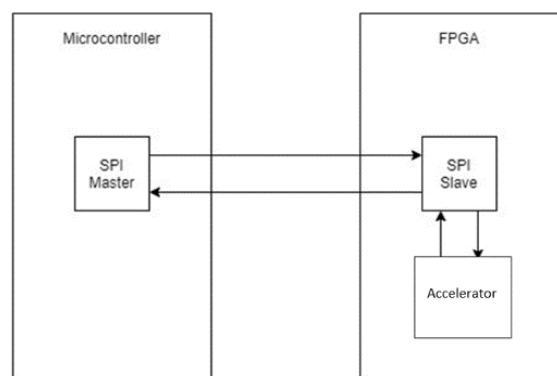 Microcontroller
FPGA
SPI
Master
SPI
Slave
Accelerator